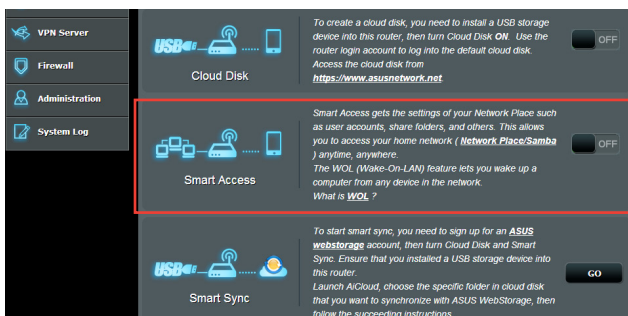 VPN Server
Firewall
Administration
System Log
USB
Cloud Disk
To create a cloud disk, you need to install a USB storage
device into this router, then turn Cloud Disk ON. Use the
router login account to log into the default cloud disk.
Access the cloud disk from
https://www.asusnetwork.net.
OFF
Smart Access
Smart Access gets the settings of your Network Place such
as user accounts, share folders, and others. This allows
you to access your home network ( Network Place/Samba
) anytime, anywhere.
The WOL (Wake-On-LAN) feature lets you wake up a
computer from any device in the network.
What is WOL ?
OFF
USB
Smart Sync
To start smart sync, you need to sign up for an ASUS
webstorage account, then turn Cloud Disk and Smart
Sync. Ensure that you installed a USB storage device into
this router.
Launch AiCloud, choose the specific folder in cloud disk
that you want to synchronize with ASUS WebStorage, then
follow the succeeding instructions.
GO